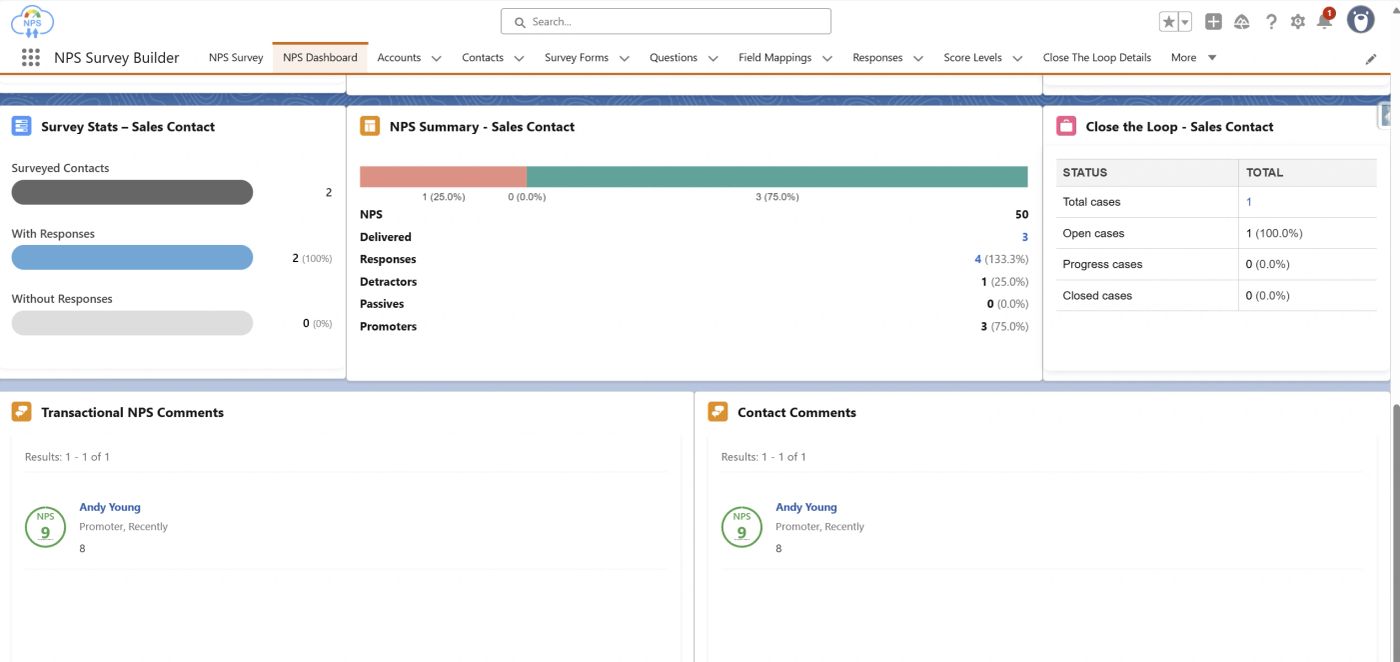 NPS
Search...
1
NPS Survey Builder
NPS Survey
NPS Dashboard
Accounts
Contacts
Survey Forms
Questions
Field Mappings
Responses
Score Levels
Close The Loop Details
More
Survey Stats – Sales Contact
Surveyed Contacts
2
With Responses
2 (100%)
Without Responses
0 (0%)
NPS Summary - Sales Contact
1 (25.0%) 0 (0.0%) 3 (75.0%)
NPS 50
Delivered 3
Responses 4 (133.3%)
Detractors 1 (25.0%)
Passives 0 (0.0%)
Promoters 3 (75.0%)
Close the Loop - Sales Contact
STATUS TOTAL
Total cases 1
Open cases 1 (100.0%)
Progress cases 0 (0.0%)
Closed cases 0 (0.0%)
Transactional NPS Comments
Results: 1 - 1 of 1
NPS
9
Andy Young
Promoter, Recently
8
Contact Comments
Results: 1 - 1 of 1
NPS
9
Andy Young
Promoter, Recently
8